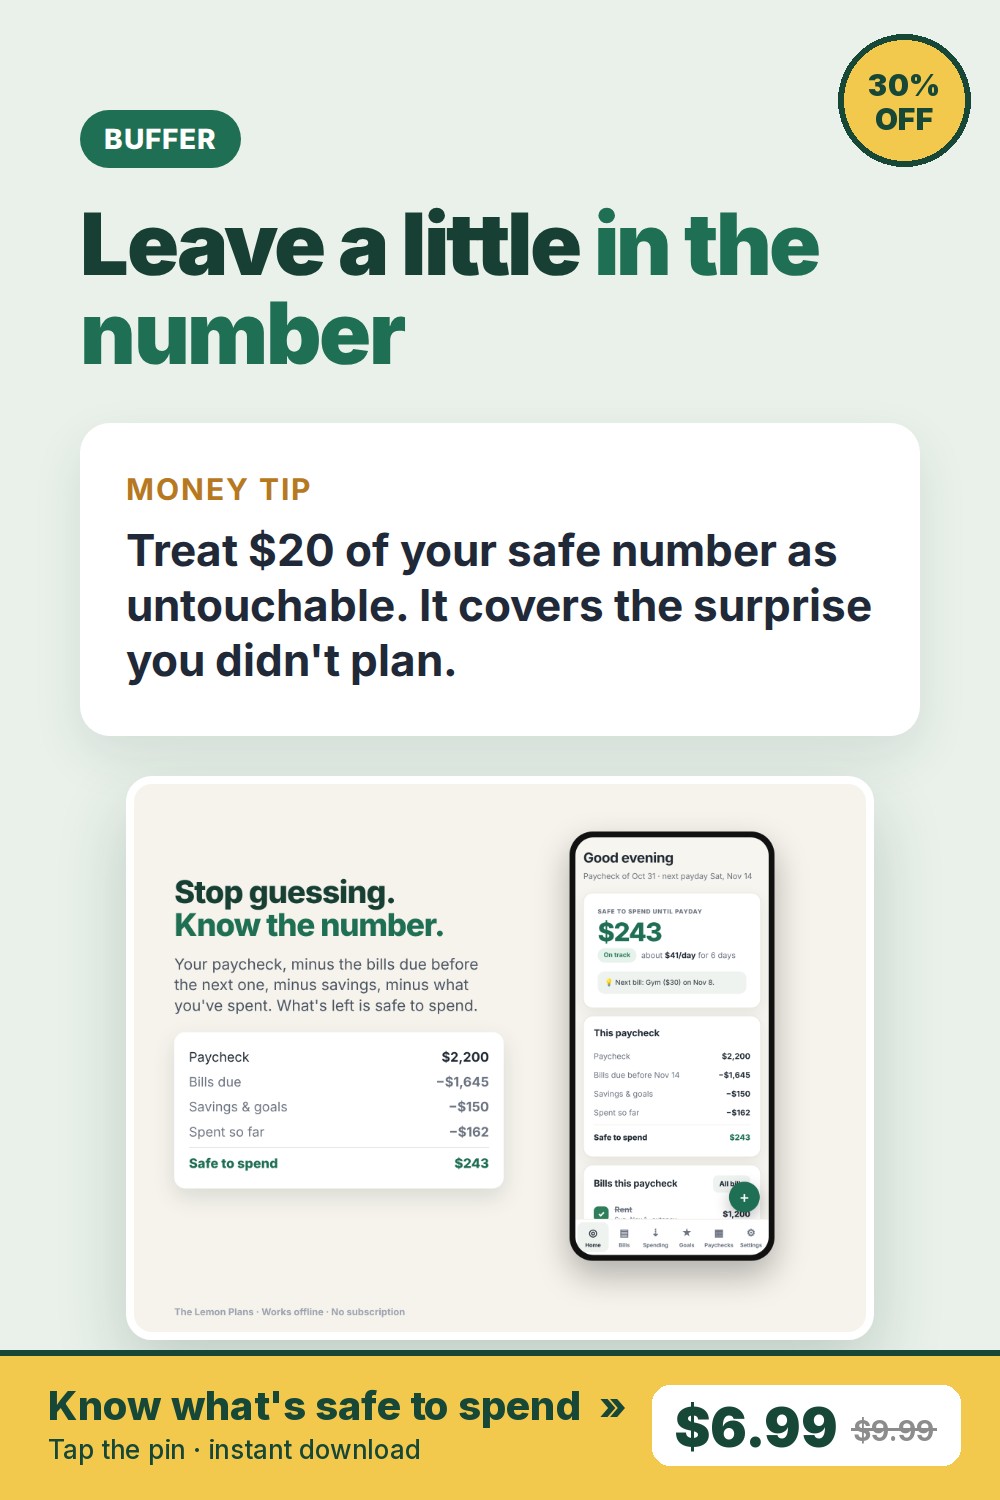 30%
OFF
BUFFER
Leave a little in the
number
MONEY TIP
Treat $20 of your safe number as
untouchable. It covers the surprise
you didn't plan.
Stop guessing.
Know the number.
Your paycheck, minus the bills due before
the next one, minus savings, minus what
you've spent. What's left is safe to spend.
Paycheck $2,200
Bills due −$1,645
Savings & goals −$150
Spent so far −$162
Safe to spend $243
The Lemon Plans · Works offline · No subscription
Good evening
Paycheck of Oct 31 · next payday Sat, Nov 14
SAFE TO SPEND UNTIL PAYDAY
$243
On track about $41/day for 6 days
Next bill: Gym ($30) on Nov 8.
This paycheck
Paycheck $2,200
Bills due before Nov 14 −$1,645
Savings & goals −$150
Spent so far −$162
Safe to spend $243
Bills this paycheck All
+
Rent $1,200
Home Bills Spending Goals Paychecks Settings
Know what's safe to spend »
Tap the pin · instant download
$6.99 $9.99